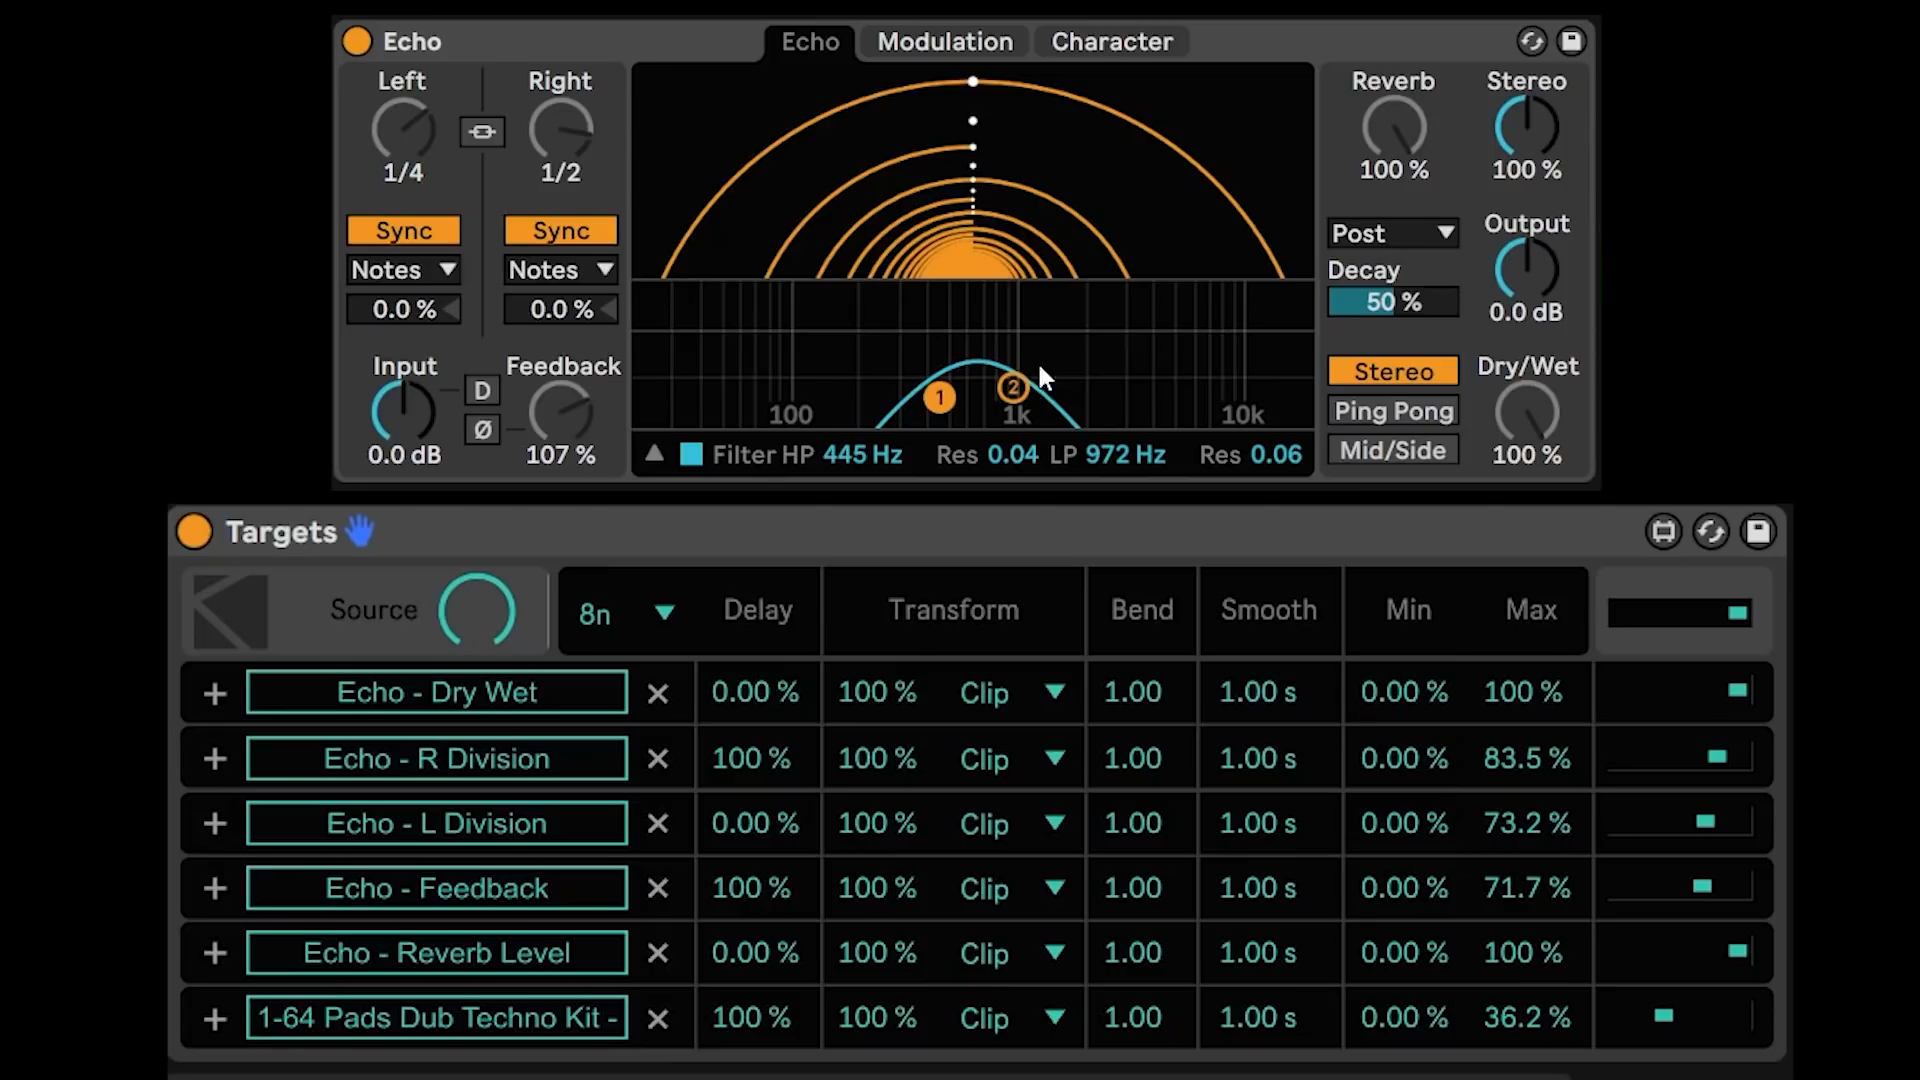 Echo
Echo Modulation Character
Left Right
1/4 1/2
Sync Sync
Notes Notes
0.0 % 0.0 %
Input D Feedback
0.0 dB Ø 107 %
1 2
100 1k 10k
Filter HP 445 Hz Res 0.04 LP 972 Hz Res 0.06
Reverb Stereo
100 % 100 %
Post Output
Decay
50 % 0.0 dB
Stereo Dry/Wet
Ping Pong
Mid/Side 100 %
Targets
Source 8n Delay Transform Bend Smooth Min Max
+ Echo - Dry Wet × 0.00 % 100 % Clip 1.00 1.00 s 0.00 % 100 %
+ Echo - R Division × 100 % 100 % Clip 1.00 1.00 s 0.00 % 83.5 %
+ Echo - L Division × 0.00 % 100 % Clip 1.00 1.00 s 0.00 % 73.2 %
+ Echo - Feedback × 100 % 100 % Clip 1.00 1.00 s 0.00 % 71.7 %
+ Echo - Reverb Level × 0.00 % 100 % Clip 1.00 1.00 s 0.00 % 100 %
+ 1-64 Pads Dub Techno Kit - × 100 % 100 % Clip 1.00 1.00 s 0.00 % 36.2 %